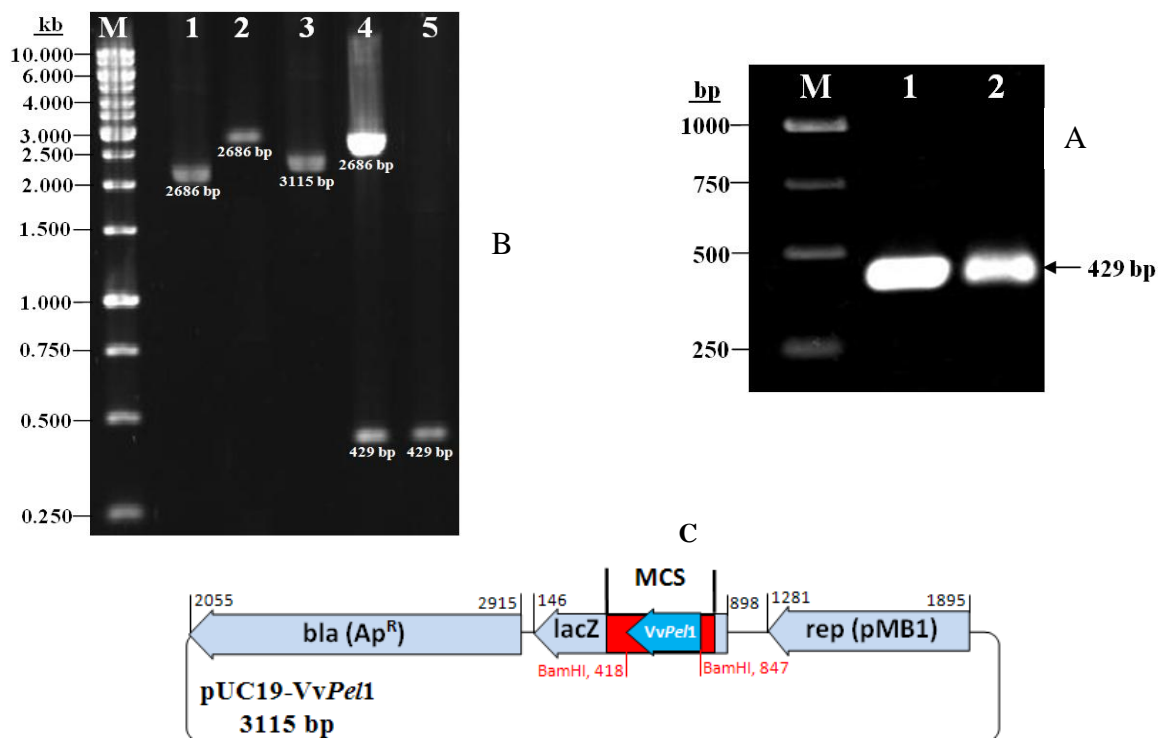 kb
M 1 2 3 4 5
10.000
6.000
4.000
3.000
2.500
2.000
1.500
1.000
0.750
0.500
0.250
2686 bp
2686 bp
3115 bp
2686 bp
429 bp
429 bp
B
bp
M 1 2
1000
750
500
250
429 bp
A
C
MCS
2055
2915
146
898
1281
1895
bla (Ap^R)
lacZ
VvPel1
rep (pMB1)
BamHI, 418
BamHI, 847
pUC19-VvPel1
3115 bp